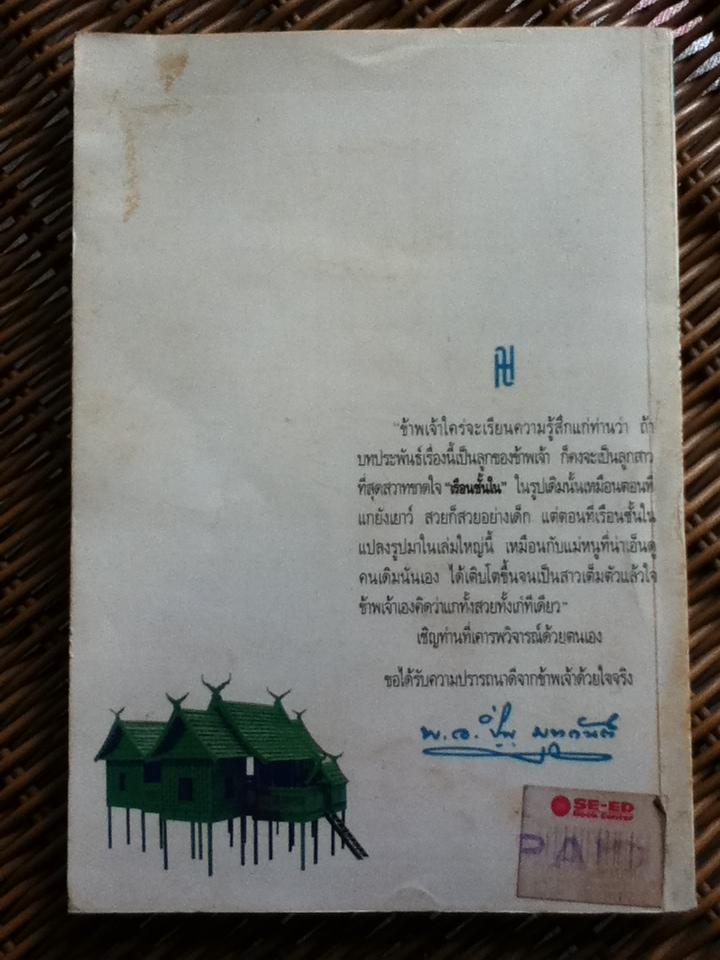 "ข้าพเจ้าใคร่จะเรียนความรู้สึกแก่ท่านว่า ถ้า
บทประพันธ์เรื่องนี้เป็นลูกของข้าพเจ้า ก็คงจะเป็นลูกสาว
ที่สุดสวาทขาดใจ "เรือนชั้นใน" ในรูปเดิมนั้นเหมือนตอนที่
แกยังเยาว์ สวยก็สวยอย่างเด็ก แต่ตอนที่เรือนชั้นใน
แปลงรูปมาในเล่มใหญ่นี้ เหมือนกับแม่หนูที่น่าเอ็นดู
คนเดิมนั่นเอง ได้เติบโตขึ้นจนเป็นสาวเต็มตัวแล้วใจ
ข้าพเจ้าเองคิดว่าแกทั้งสวยทั้งเก๋ทีเดียว"
เชิญท่านที่เคารพวิจารณ์ด้วยตนเอง
ขอได้รับความปรารถนาดีจากข้าพเจ้าด้วยใจจริง
พ.อ. ปิ่น มุทุกันต์
SE-ED
Book Center
PAID